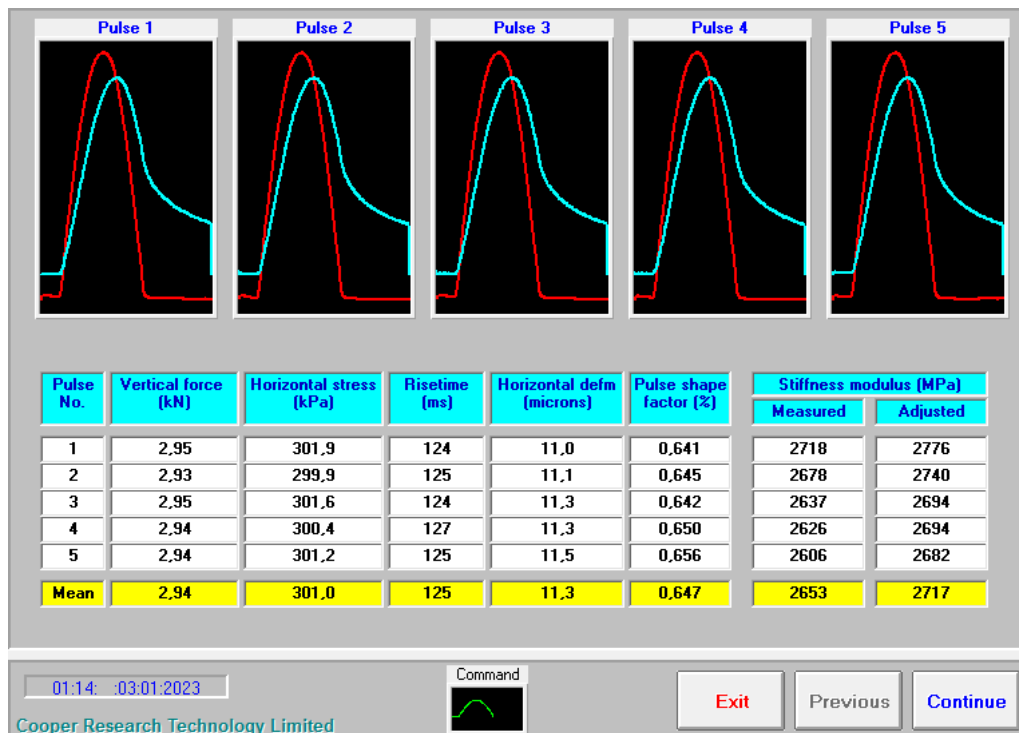 Pulse 1 Pulse 2 Pulse 3 Pulse 4 Pulse 5
Pulse No. Vertical force (kN) Horizontal stress (kPa) Risetime (ms) Horizontal defm (microns) Pulse shape factor (%) Stiffness modulus (MPa)
Measured Adjusted
1 2,95 301,9 124 11,0 0,641 2718 2776
2 2,93 299,9 125 11,1 0,645 2678 2740
3 2,95 301,6 124 11,3 0,642 2637 2694
4 2,94 300,4 127 11,3 0,650 2626 2694
5 2,94 301,2 125 11,5 0,656 2606 2682
Mean 2,94 301,0 125 11,3 0,647 2653 2717
Command
01:14: :03:01:2023
Exit Previous Continue
Cooper Research Technology Limited